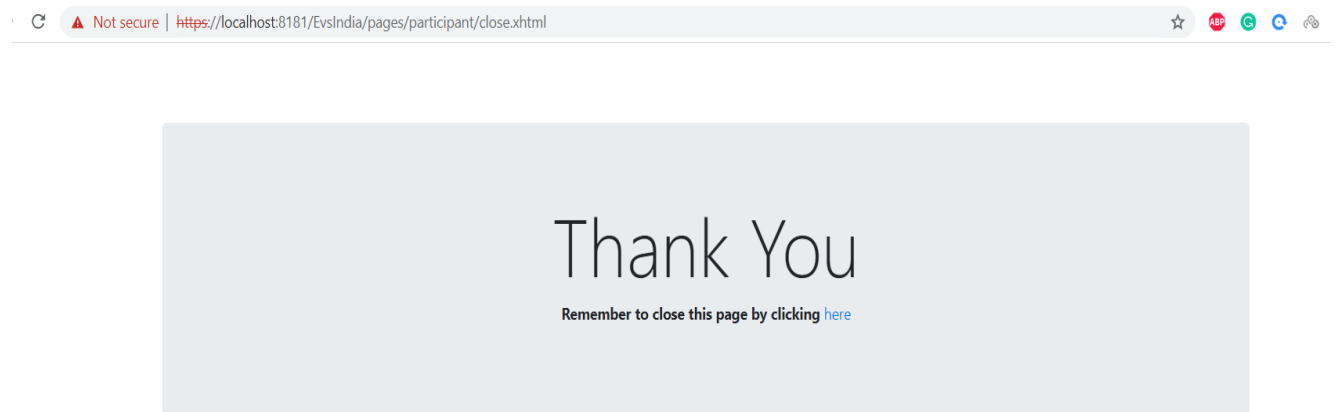 Not secure | https://localhost:8181/EvsIndia/pages/participant/close.xhtml ABP G
Thank You
Remember to close this page by clicking here